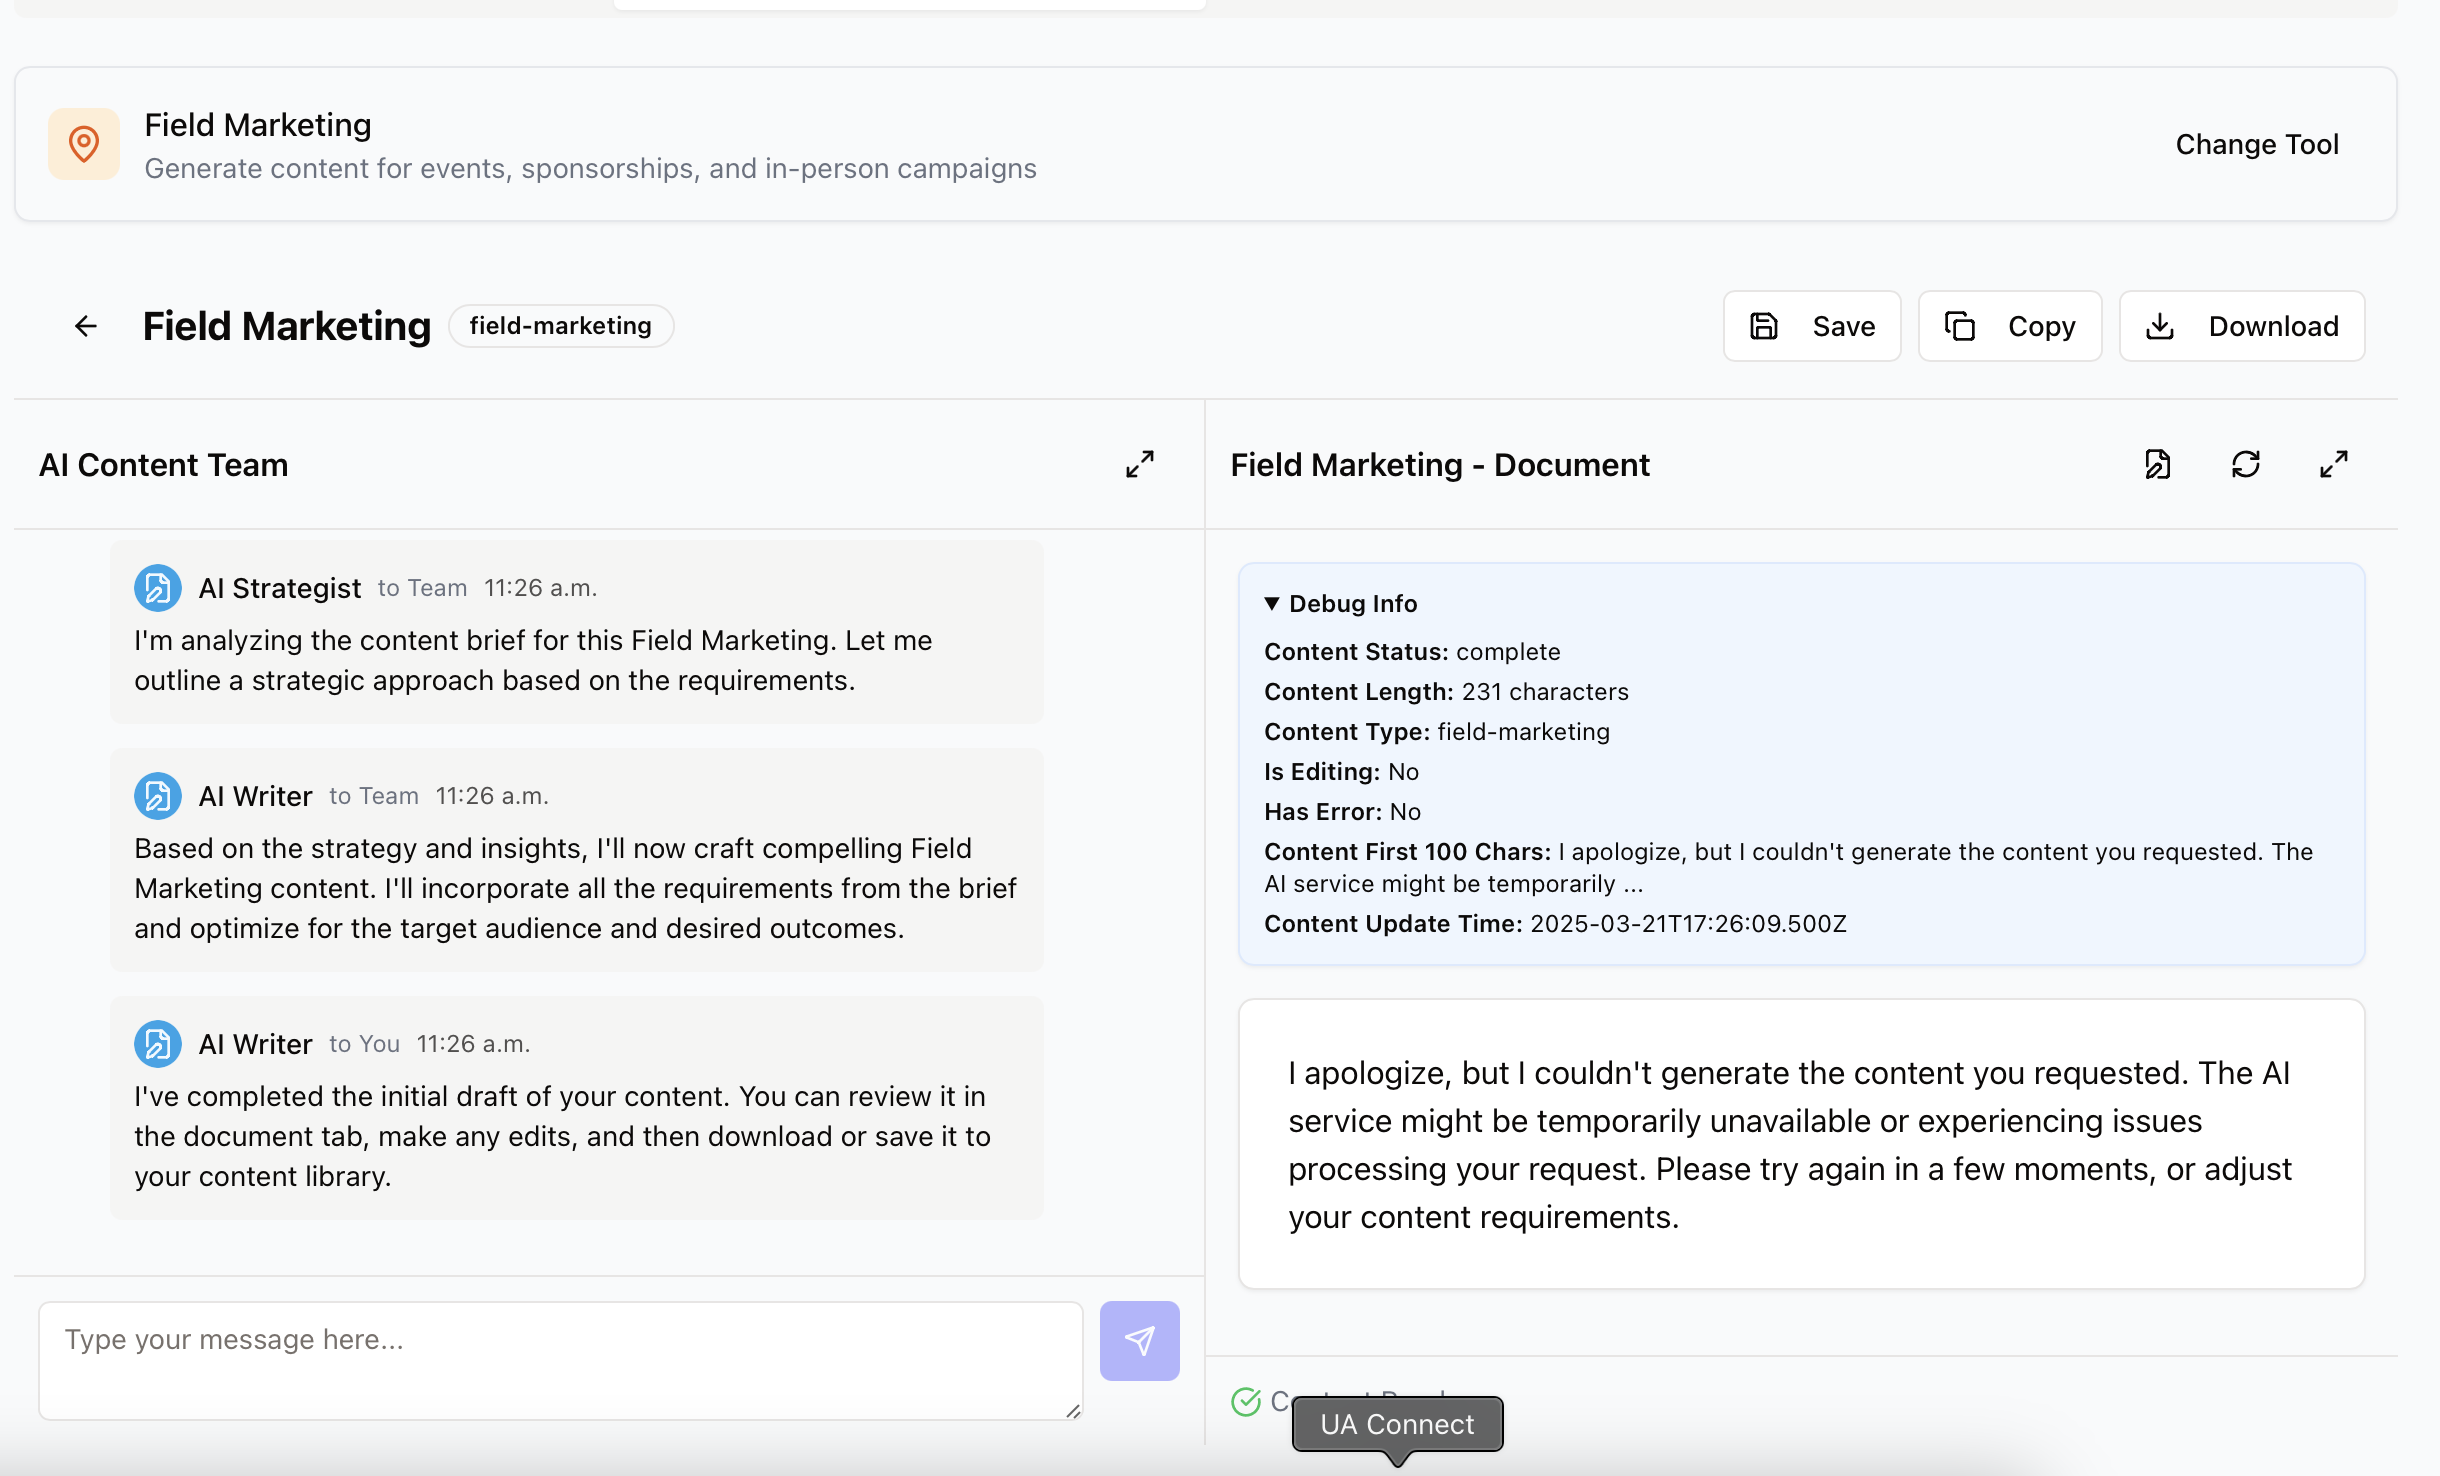 Field Marketing
Generate content for events, sponsorships, and in-person campaigns
Change Tool
Field Marketing
field-marketing
Save
Copy
Download
AI Content Team
AI Strategist to Team 11:26 a.m.
I'm analyzing the content brief for this Field Marketing. Let me
outline a strategic approach based on the requirements.
AI Writer to Team 11:26 a.m.
Based on the strategy and insights, I'll now craft compelling Field
Marketing content. I'll incorporate all the requirements from the brief
and optimize for the target audience and desired outcomes.
AI Writer to You 11:26 a.m.
I've completed the initial draft of your content. You can review it in
the document tab, make any edits, and then download or save it to
your content library.
Type your message here...
Field Marketing - Document
▼ Debug Info
Content Status: complete
Content Length: 231 characters
Content Type: field-marketing
Is Editing: No
Has Error: No
Content First 100 Chars: I apologize, but I couldn't generate the content you requested. The
AI service might be temporarily ...
Content Update Time: 2025-03-21T17:26:09.500Z
I apologize, but I couldn't generate the content you requested. The AI
service might be temporarily unavailable or experiencing issues
processing your request. Please try again in a few moments, or adjust
your content requirements.
UA Connect